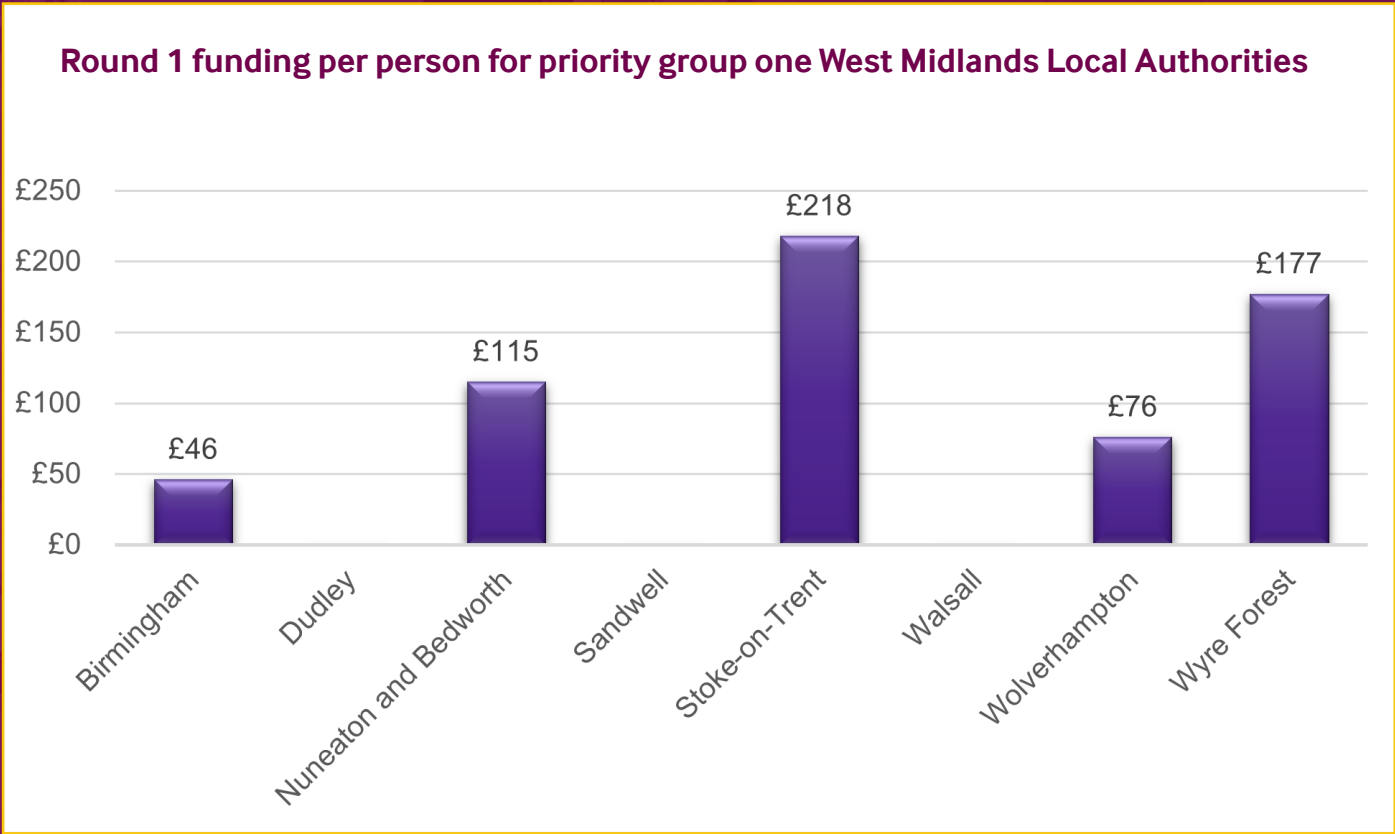 Round 1 funding per person for priority group one West Midlands Local Authorities
£250
£200
£150
£100
£50
£0
£46
£115
£218
£76
£177
Birmingham
Dudley
Nuneaton and Bedworth
Sandwell
Stoke-on-Trent
Walsall
Wolverhampton
Wyre Forest